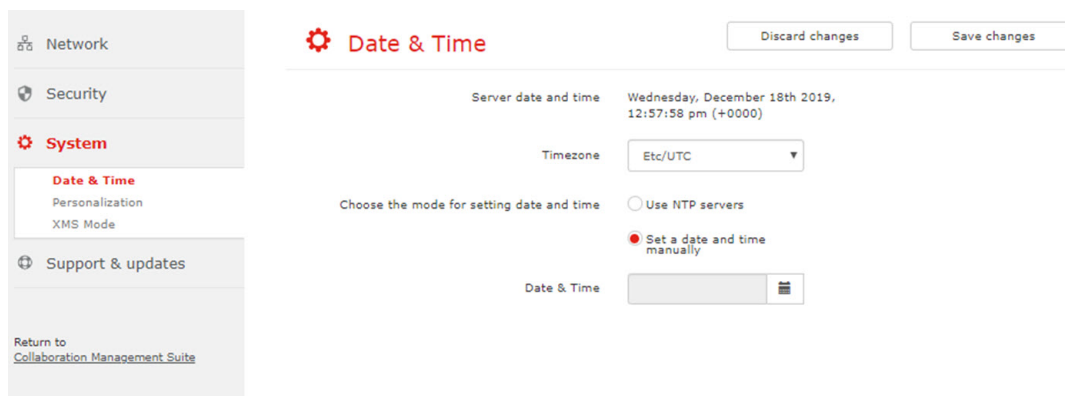 Network
Security
System
Date & Time
Personalization
XMS Mode
Support & updates
Return to
Collaboration Management Suite
Date & Time
Discard changes
Save changes
Server date and time
Wednesday, December 18th 2019,
12:57:58 pm (+0000)
Timezone
Etc/UTC
Choose the mode for setting date and time
Use NTP servers
Set a date and time
manually
Date & Time